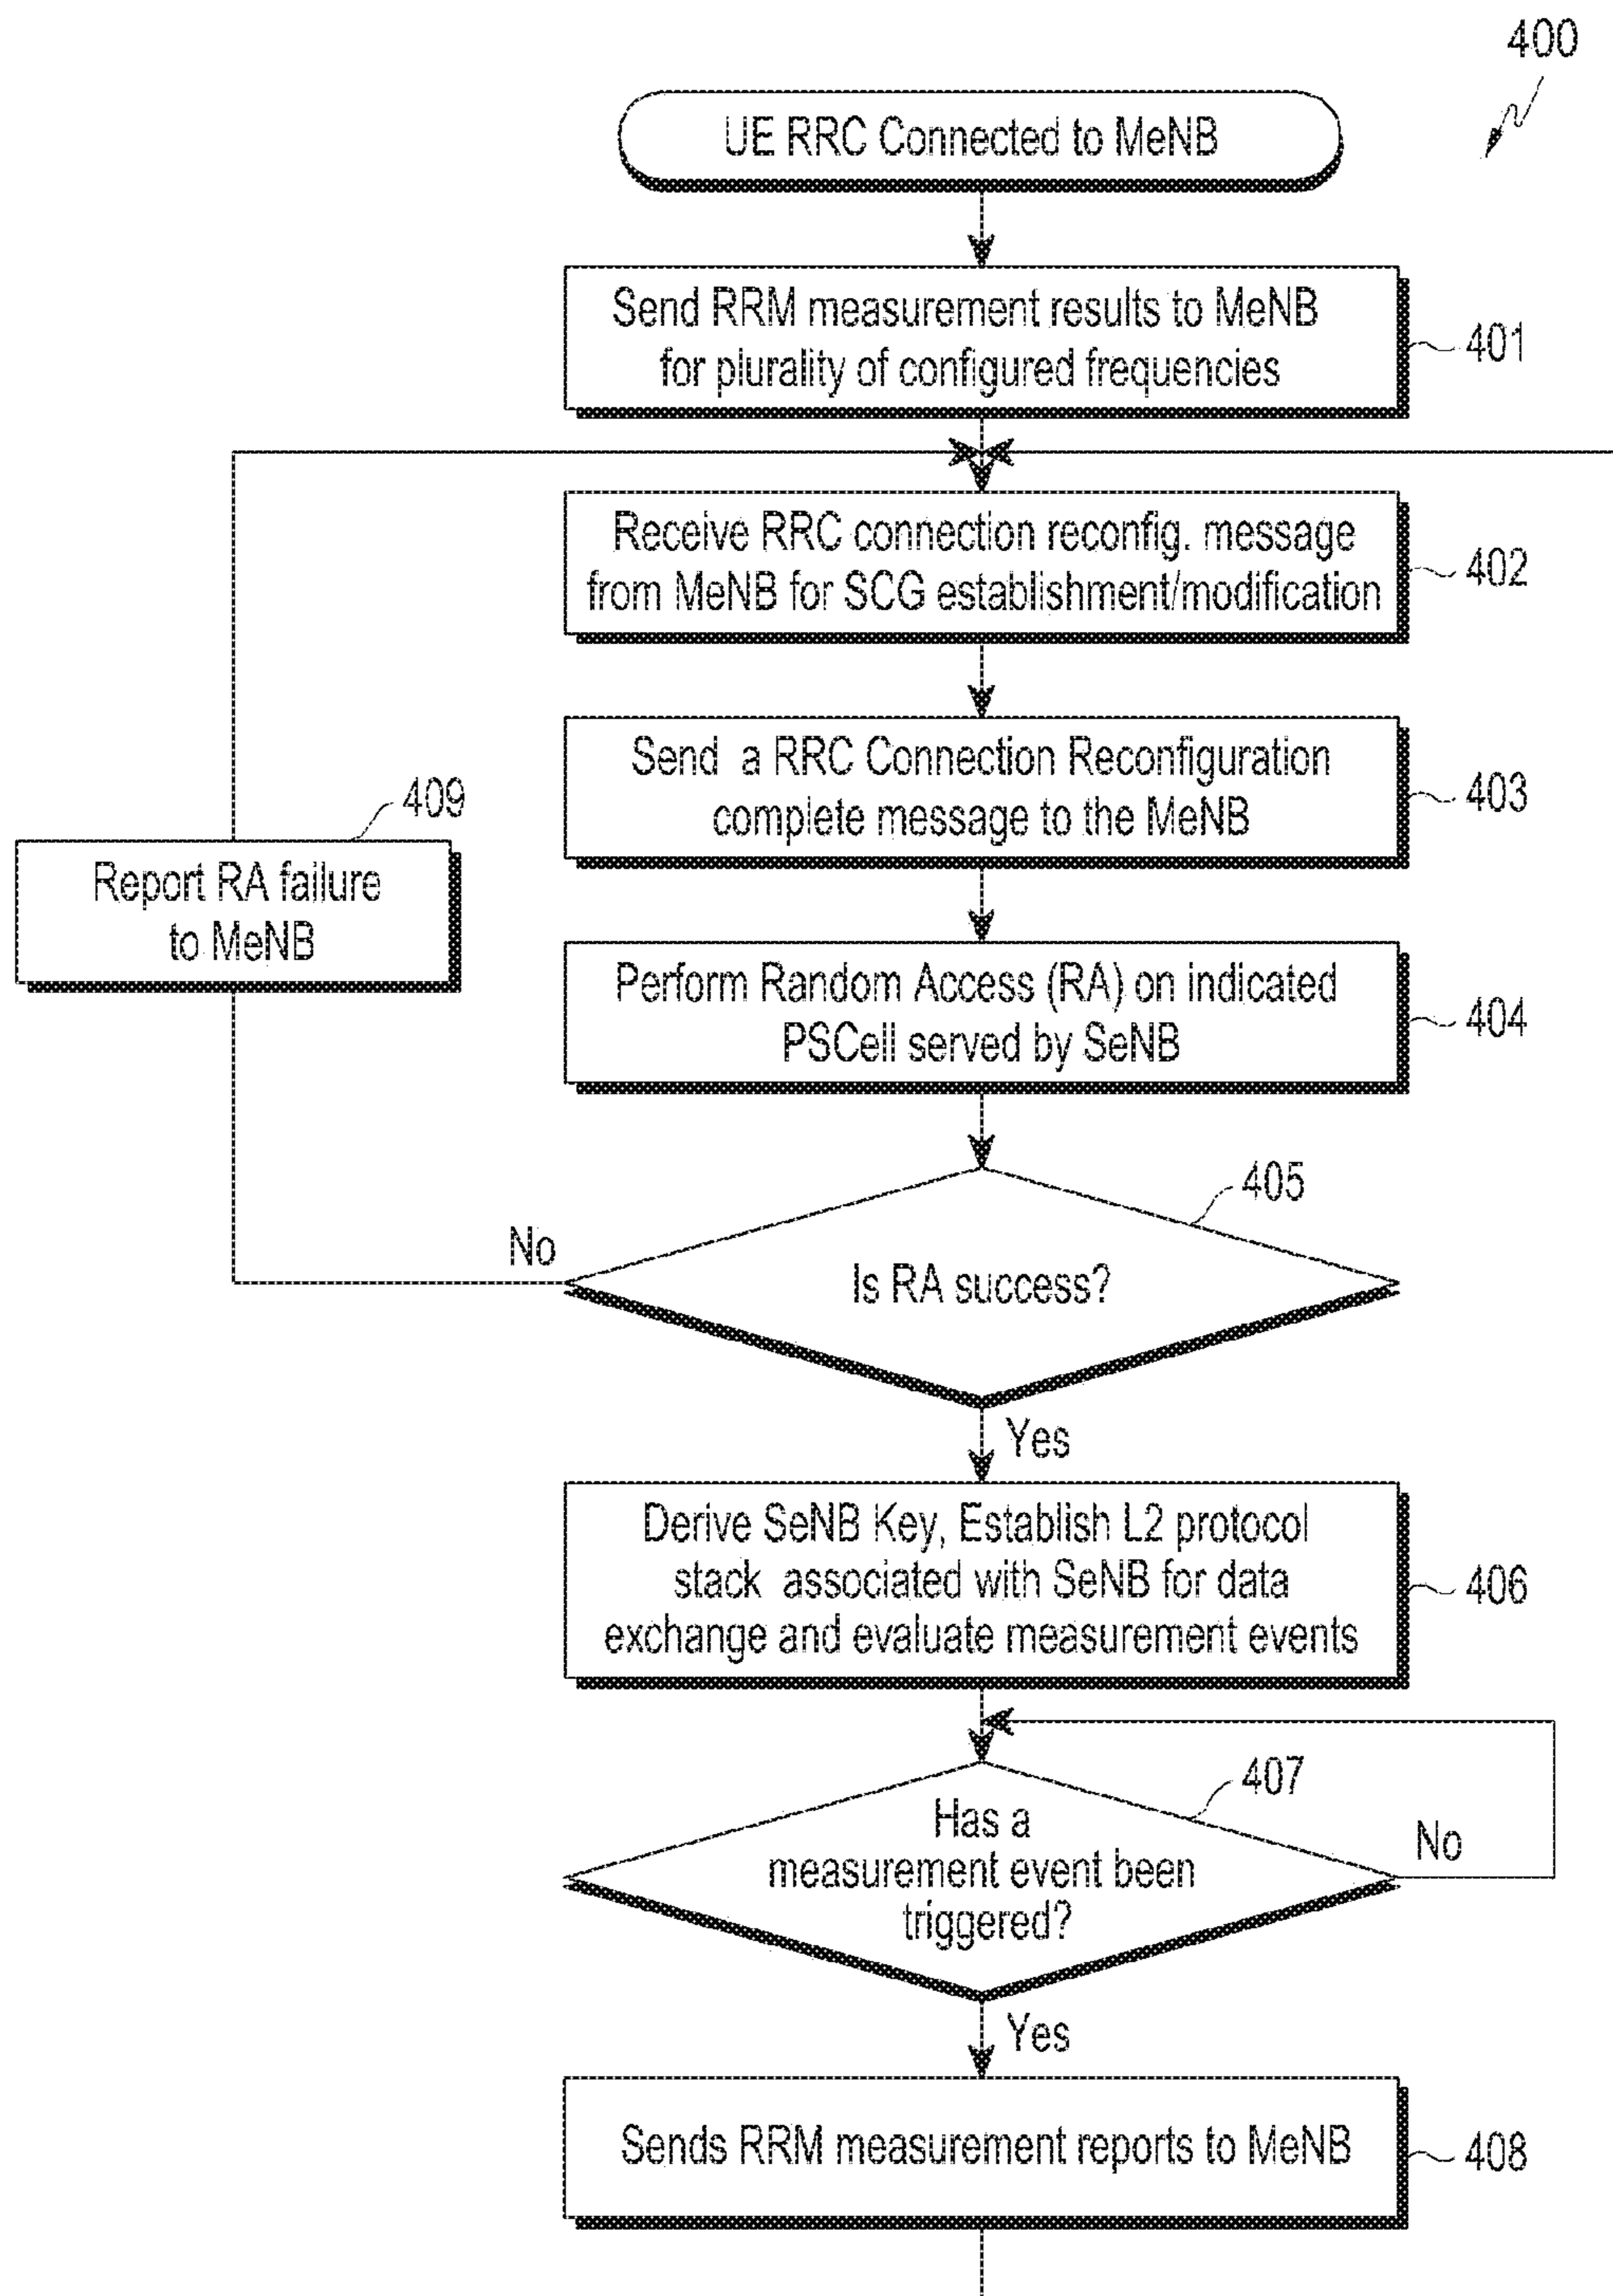 400
UE RRC Connected to MeNB
Send RRM measurement results to MeNB
for plurality of configured frequencies
401
Receive RRC connection reconfig. message
from MeNB for SCG establishment/modification
402
Send a RRC Connection Reconfiguration
complete message to the MeNB
403
409
Report RA failure
to MeNB
Perform Random Access (RA) on indicated
PSCell served by SeNB
404
405
No
Is RA success?
Yes
Derive SeNB Key, Establish L2 protocol
stack associated with SeNB for data
exchange and evaluate measurement events
406
407
Has a
measurement event been
triggered?
No
Yes
Sends RRM measurement reports to MeNB
408